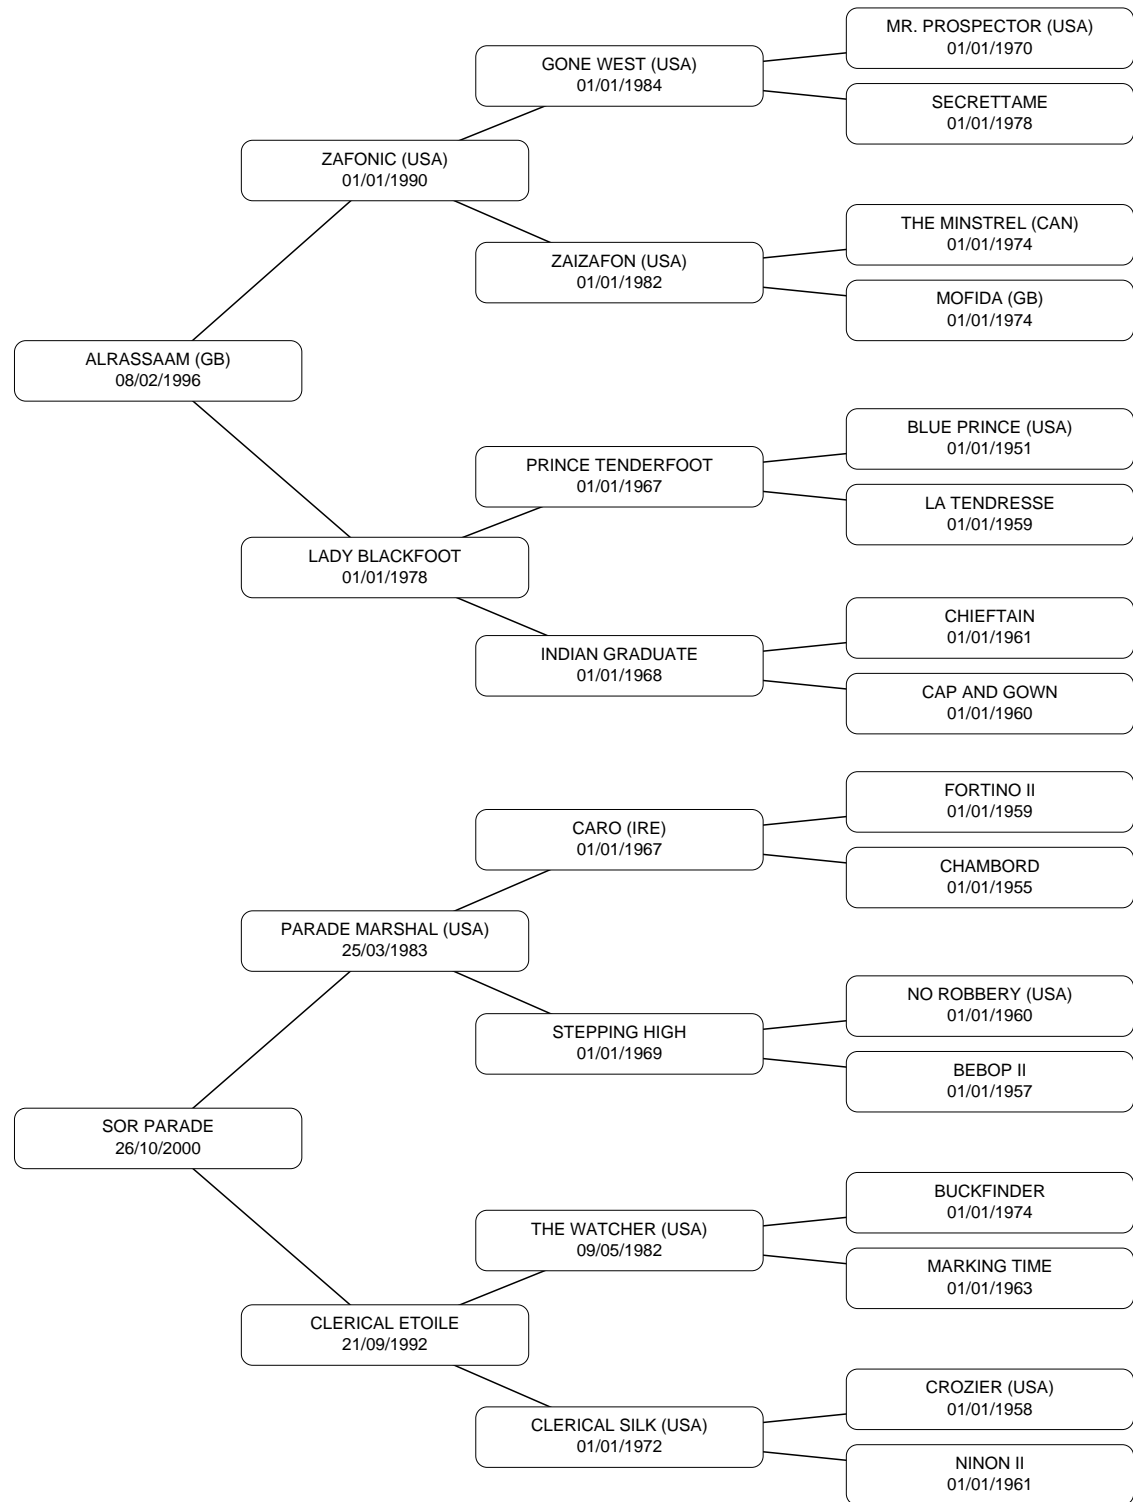 MR. PROSPECTOR (USA)
01/01/1970
GONE WEST (USA)
01/01/1984
SECRETTAME
01/01/1978
ZAFONIC (USA)
01/01/1990
THE MINSTREL (CAN)
01/01/1974
ZAIZAFON (USA)
01/01/1982
MOFIDA (GB)
01/01/1974
ALRASSAAM (GB)
08/02/1996
BLUE PRINCE (USA)
01/01/1951
PRINCE TENDERFOOT
01/01/1967
LA TENDRESSE
01/01/1959
LADY BLACKFOOT
01/01/1978
CHIEFTAIN
01/01/1961
INDIAN GRADUATE
01/01/1968
CAP AND GOWN
01/01/1960
FORTINO II
01/01/1959
CARO (IRE)
01/01/1967
CHAMBORD
01/01/1955
PARADE MARSHAL (USA)
25/03/1983
NO ROBBERY (USA)
01/01/1960
STEPPING HIGH
01/01/1969
BEBOP II
01/01/1957
SOR PARADE
26/10/2000
BUCKFINDER
01/01/1974
THE WATCHER (USA)
09/05/1982
MARKING TIME
01/01/1963
CLERICAL ETOILE
21/09/1992
CROZIER (USA)
01/01/1958
CLERICAL SILK (USA)
01/01/1972
NINON II
01/01/1961